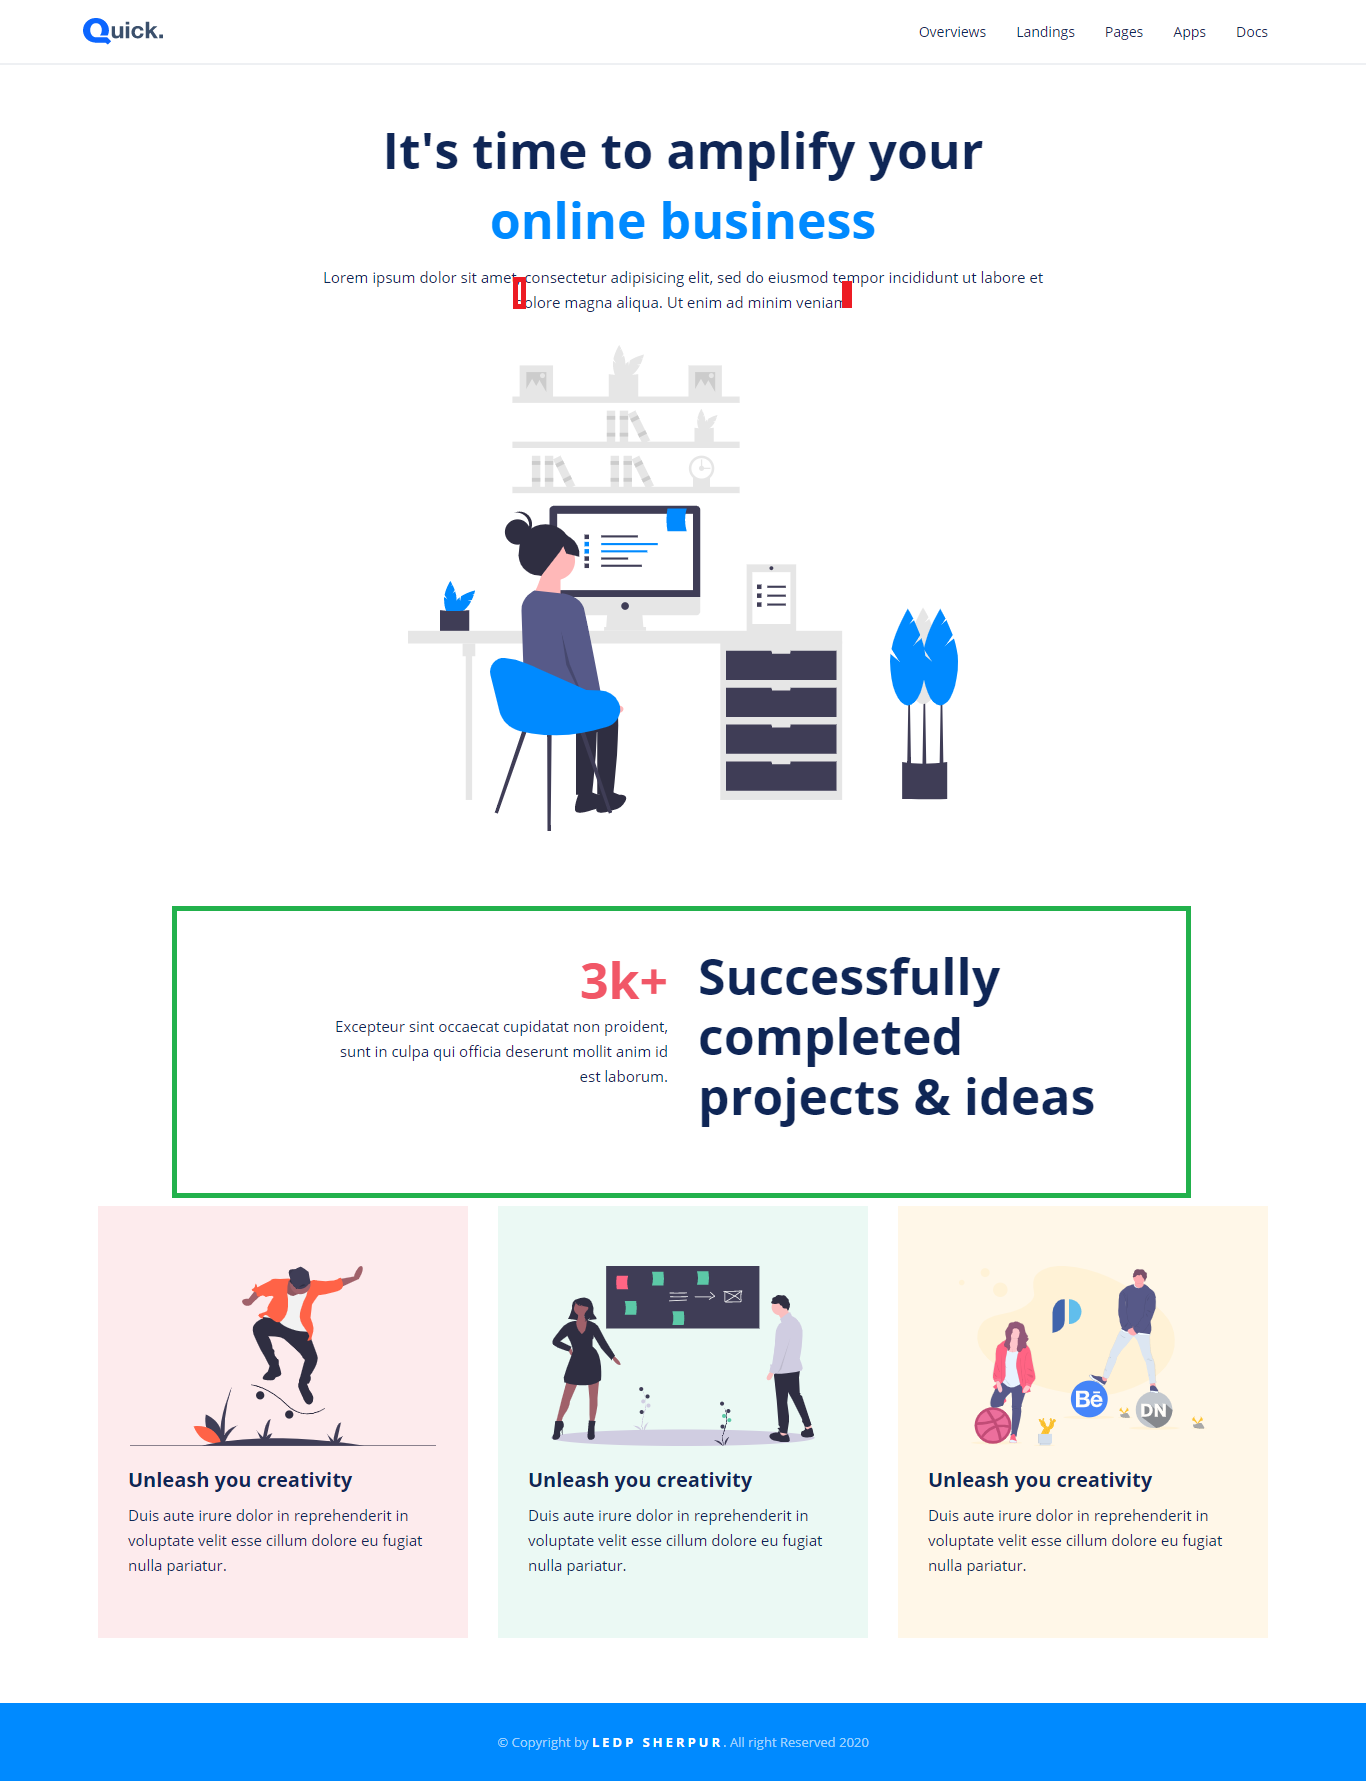 Quick.
Overviews Landings Pages Apps Docs
It's time to amplify your
online business
Lorem ipsum dolor sit amet, consectetur adipisicing elit, sed do eiusmod tempor incididunt ut labore et
dolore magna aliqua. Ut enim ad minim veniam
3k+
Excepteur sint occaecat cupidatat non proident,
sunt in culpa qui officia deserunt mollit anim id
est laborum.
Successfully
completed
projects & ideas
Bē
DN
Unleash you creativity
Duis aute irure dolor in reprehenderit in
voluptate velit esse cillum dolore eu fugiat
nulla pariatur.
Unleash you creativity
Duis aute irure dolor in reprehenderit in
voluptate velit esse cillum dolore eu fugiat
nulla pariatur.
Unleash you creativity
Duis aute irure dolor in reprehenderit in
voluptate velit esse cillum dolore eu fugiat
nulla pariatur.
© Copyright by LEDP SHERPUR. All right Reserved 2020